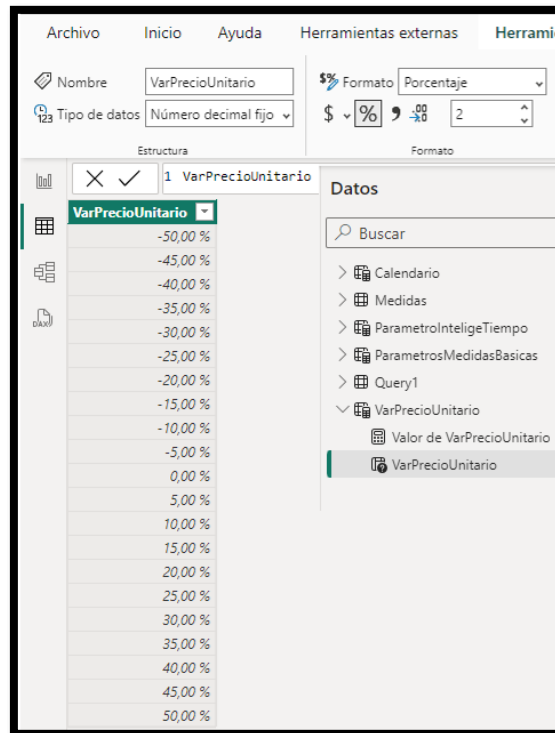 Archivo Inicio Ayuda Herramientas externas Herrami
Nombre VarPrecioUnitario
Formato Porcentaje
Tipo de datos Número decimal fijo
$ % 2
Estructura Formato
1 VarPrecioUnitario
Datos
Buscar
VarPrecioUnitario
-50,00 %
-45,00 %
-40,00 %
-35,00 %
-30,00 %
-25,00 %
-20,00 %
-15,00 %
-10,00 %
-5,00 %
0,00 %
5,00 %
10,00 %
15,00 %
20,00 %
25,00 %
30,00 %
35,00 %
40,00 %
45,00 %
50,00 %
Calendario
Medidas
ParametroInteligeTiempo
ParametrosMedidasBasicas
Query1
VarPrecioUnitario
Valor de VarPrecioUnitario
VarPrecioUnitario